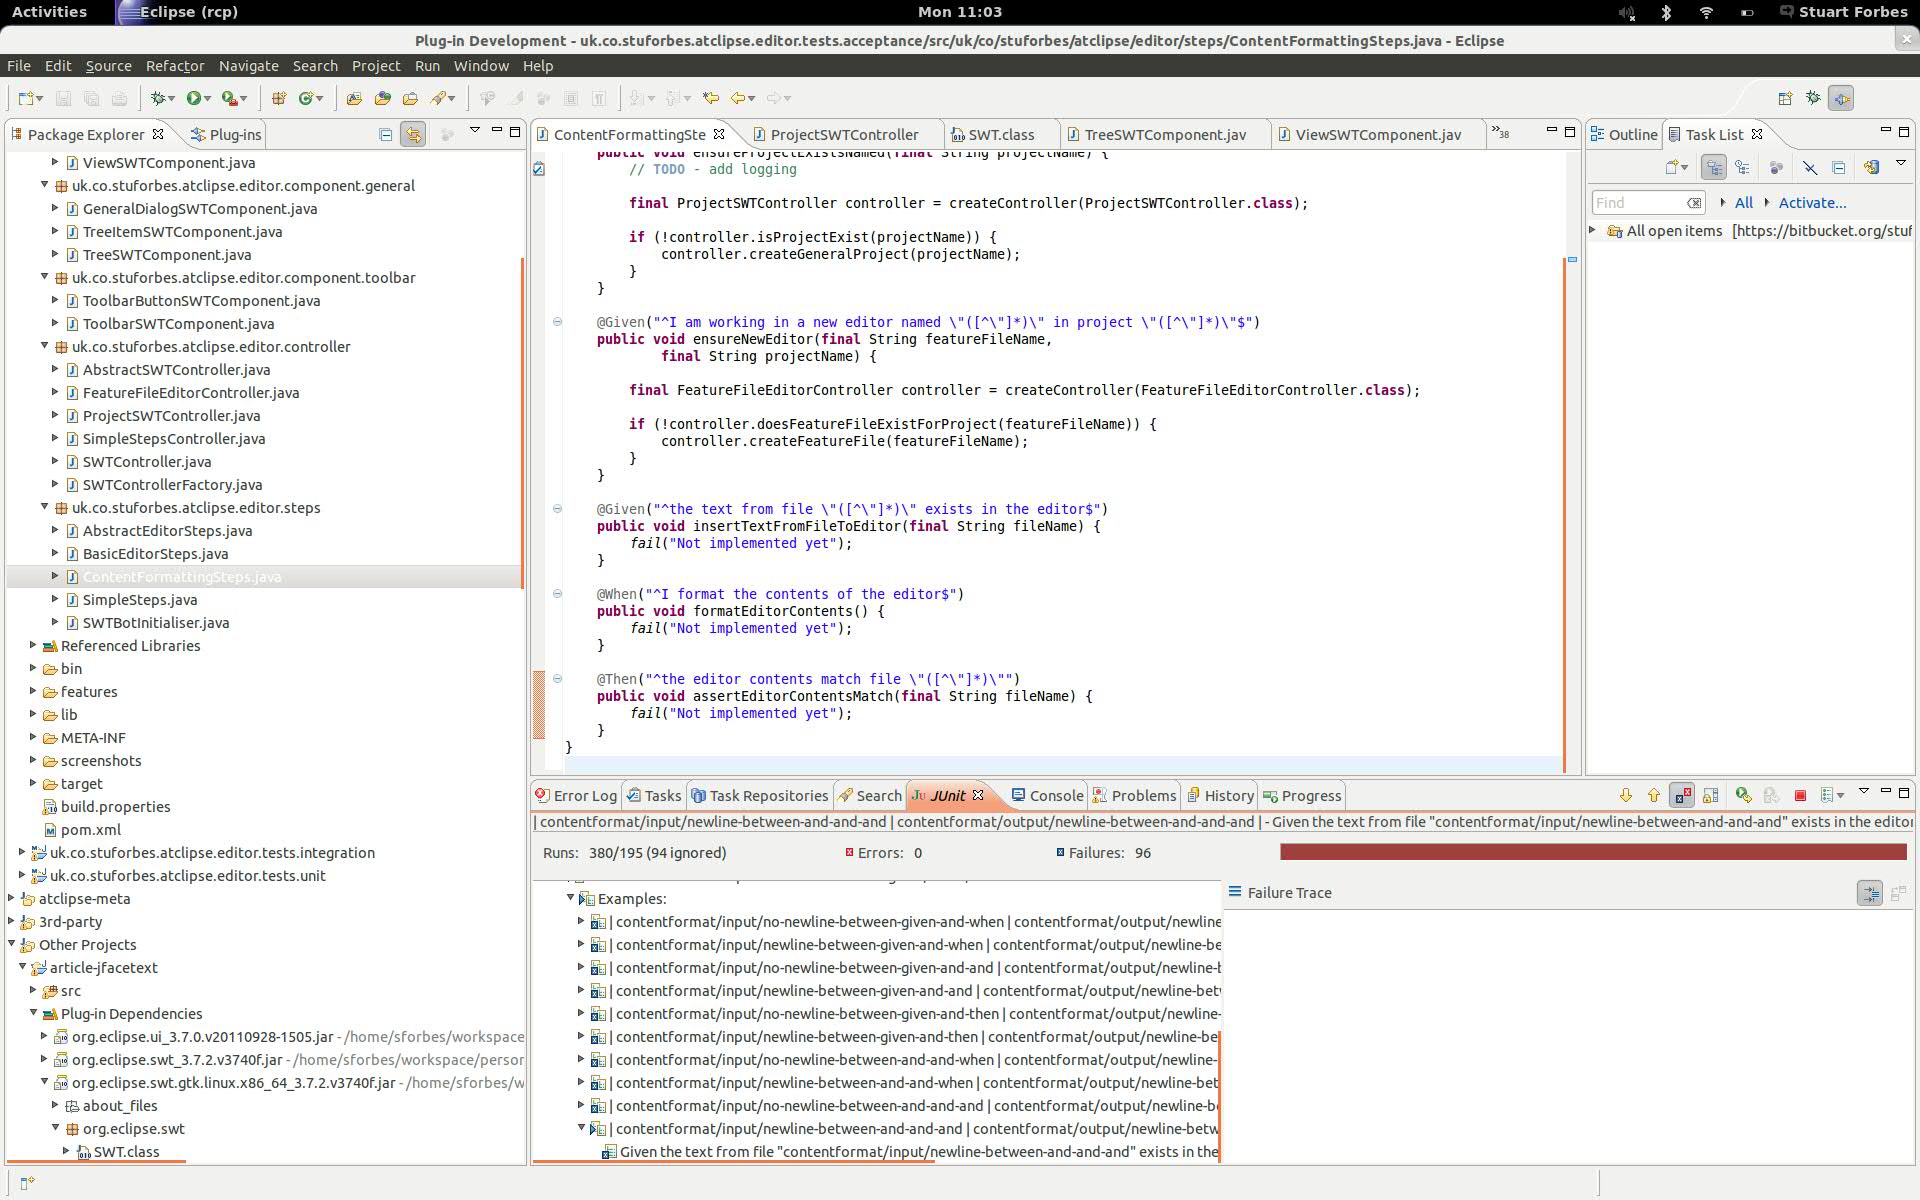 Activities
Eclipse (rcp)
Mon 11:03
Stuart Forbes
Plug-in Development - uk.co.stuforbes.atclipse.editor.tests.acceptance/src/uk/co/stuforbes/atclipse/editor/steps/ContentFormattingSteps.java - Eclipse
File Edit Source Refactor Navigate Search Project Run Window Help
Package Explorer
Plug-ins
ViewSWTComponent.java
uk.co.stuforbes.atclipse.editor.component.general
GeneralDialogSWTComponent.java
TreeItemSWTComponent.java
TreeSWTComponent.java
uk.co.stuforbes.atclipse.editor.component.toolbar
ToolbarButtonSWTComponent.java
ToolbarSWTComponent.java
uk.co.stuforbes.atclipse.editor.controller
AbstractSWTController.java
FeatureFileEditorController.java
ProjectSWTController.java
SimpleStepsController.java
SWTController.java
SWTControllerFactory.java
uk.co.stuforbes.atclipse.editor.steps
AbstractEditorSteps.java
BasicEditorSteps.java
ContentFormattingSteps.java
SimpleSteps.java
SWTBotInitialiser.java
Referenced Libraries
bin
features
lib
META-INF
screenshots
target
build.properties
pom.xml
uk.co.stuforbes.atclipse.editor.tests.integration
uk.co.stuforbes.atclipse.editor.tests.unit
atclipse-meta
3rd-party
Other Projects
article-jfacetext
src
Plug-in Dependencies
org.eclipse.ui_3.7.0.v20110928-1505.jar - /home/sforbes/workspace
org.eclipse.swt_3.7.2.v3740f.jar - /home/sforbes/workspace/person
org.eclipse.swt.gtk.linux.x86_64_3.7.2.v3740f.jar - /home/sforbes/w
about_files
org.eclipse.swt
SWT.class
ContentFormattingSte
ProjectSWTController
SWT.class
TreeSWTComponent.jav
ViewSWTComponent.jav
»38
public void ensureProjectExistsNamed(final String projectName) {
// TODO - add logging
final ProjectSWTController controller = createController(ProjectSWTController.class);
if (!controller.isProjectExist(projectName)) {
controller.createGeneralProject(projectName);
}
}
@Given("^I am working in a new editor named \"([^\"]*)\" in project \"([^\"]*)\"$")
public void ensureNewEditor(final String featureFileName,
final String projectName) {
final FeatureFileEditorController controller = createController(FeatureFileEditorController.class);
if (!controller.doesFeatureFileExistForProject(featureFileName)) {
controller.createFeatureFile(featureFileName);
}
}
@Given("^the text from file \"([^\"]*)\" exists in the editor$")
public void insertTextFromFileToEditor(final String fileName) {
fail("Not implemented yet");
}
@When("^I format the contents of the editor$")
public void formatEditorContents() {
fail("Not implemented yet");
}
@Then("^the editor contents match file \"([^\"]*)\"")
public void assertEditorContentsMatch(final String fileName) {
fail("Not implemented yet");
}
}
Outline
Task List
Find
All
Activate...
All open items [https://bitbucket.org/stuf
Error Log
Tasks
Task Repositories
Search
JUnit
Console
Problems
History
Progress
| contentformat/input/newline-between-and-and-and | contentformat/output/newline-between-and-and-and | - Given the text from file "contentformat/input/newline-between-and-and-and" exists in the editor
Runs: 380/195 (94 ignored)
Errors: 0
Failures: 96
Examples:
| contentformat/input/no-newline-between-given-and-when | contentformat/output/newline
| contentformat/input/newline-between-given-and-when | contentformat/output/newline-be
| contentformat/input/no-newline-between-given-and-and | contentformat/output/newline-b
| contentformat/input/newline-between-given-and-and | contentformat/output/newline-bet
| contentformat/input/no-newline-between-given-and-then | contentformat/output/newline-
| contentformat/input/newline-between-given-and-then | contentformat/output/newline-be
| contentformat/input/no-newline-between-and-and-when | contentformat/output/newline-
| contentformat/input/newline-between-and-and-when | contentformat/output/newline-bet
| contentformat/input/no-newline-between-and-and-and | contentformat/output/newline-b
| contentformat/input/newline-between-and-and-and | contentformat/output/newline-betw
Given the text from file "contentformat/input/newline-between-and-and-and" exists in the
Failure Trace